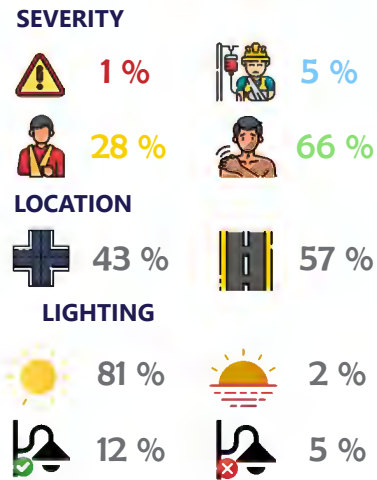 SEVERITY
1 % 5 %
28 % 66 %
LOCATION
43 % 57 %
LIGHTING
81 % 2 %
12 % 5 %